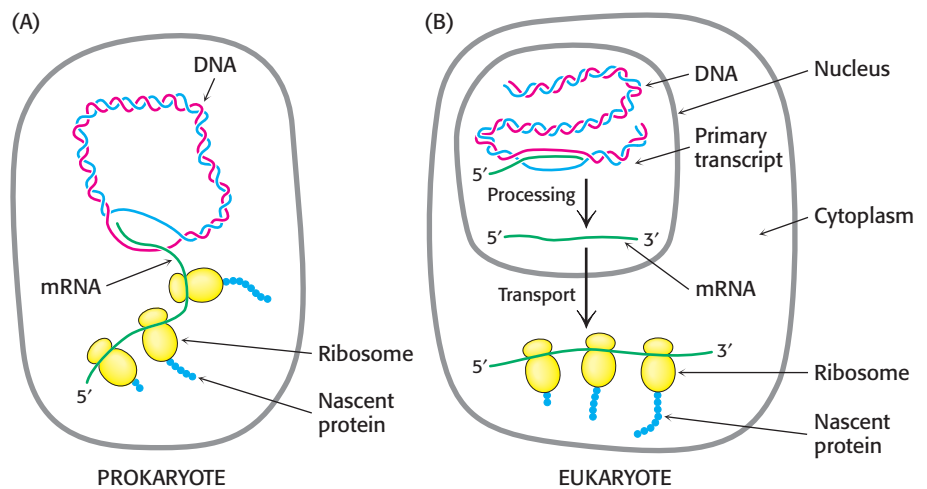 (A)
DNA
mRNA
5′
Ribosome
Nascent
protein
PROKARYOTE
(B)
DNA
Nucleus
Primary
transcript
5′
Processing
Cytoplasm
5′
3′
mRNA
Transport
5′
3′
Ribosome
Nascent
protein
EUKARYOTE